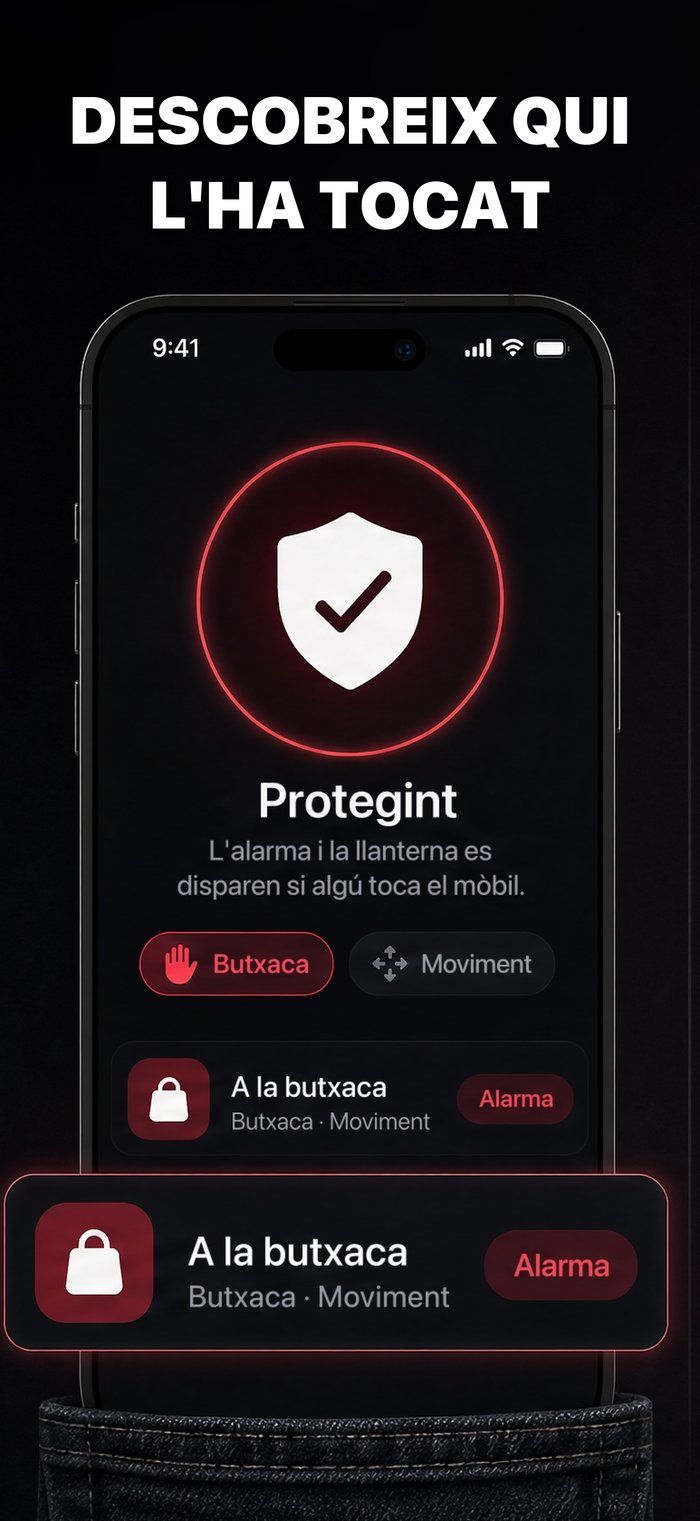 DESCOBREIX QUI
L'HA TOCAT
9:41
Protegint
L'alarma i la llanterna es
disparen si algú toca el mòbil.
Butxaca
Moviment
A la butxaca
Butxaca · Moviment
Alarma
A la butxaca
Butxaca · Moviment
Alarma